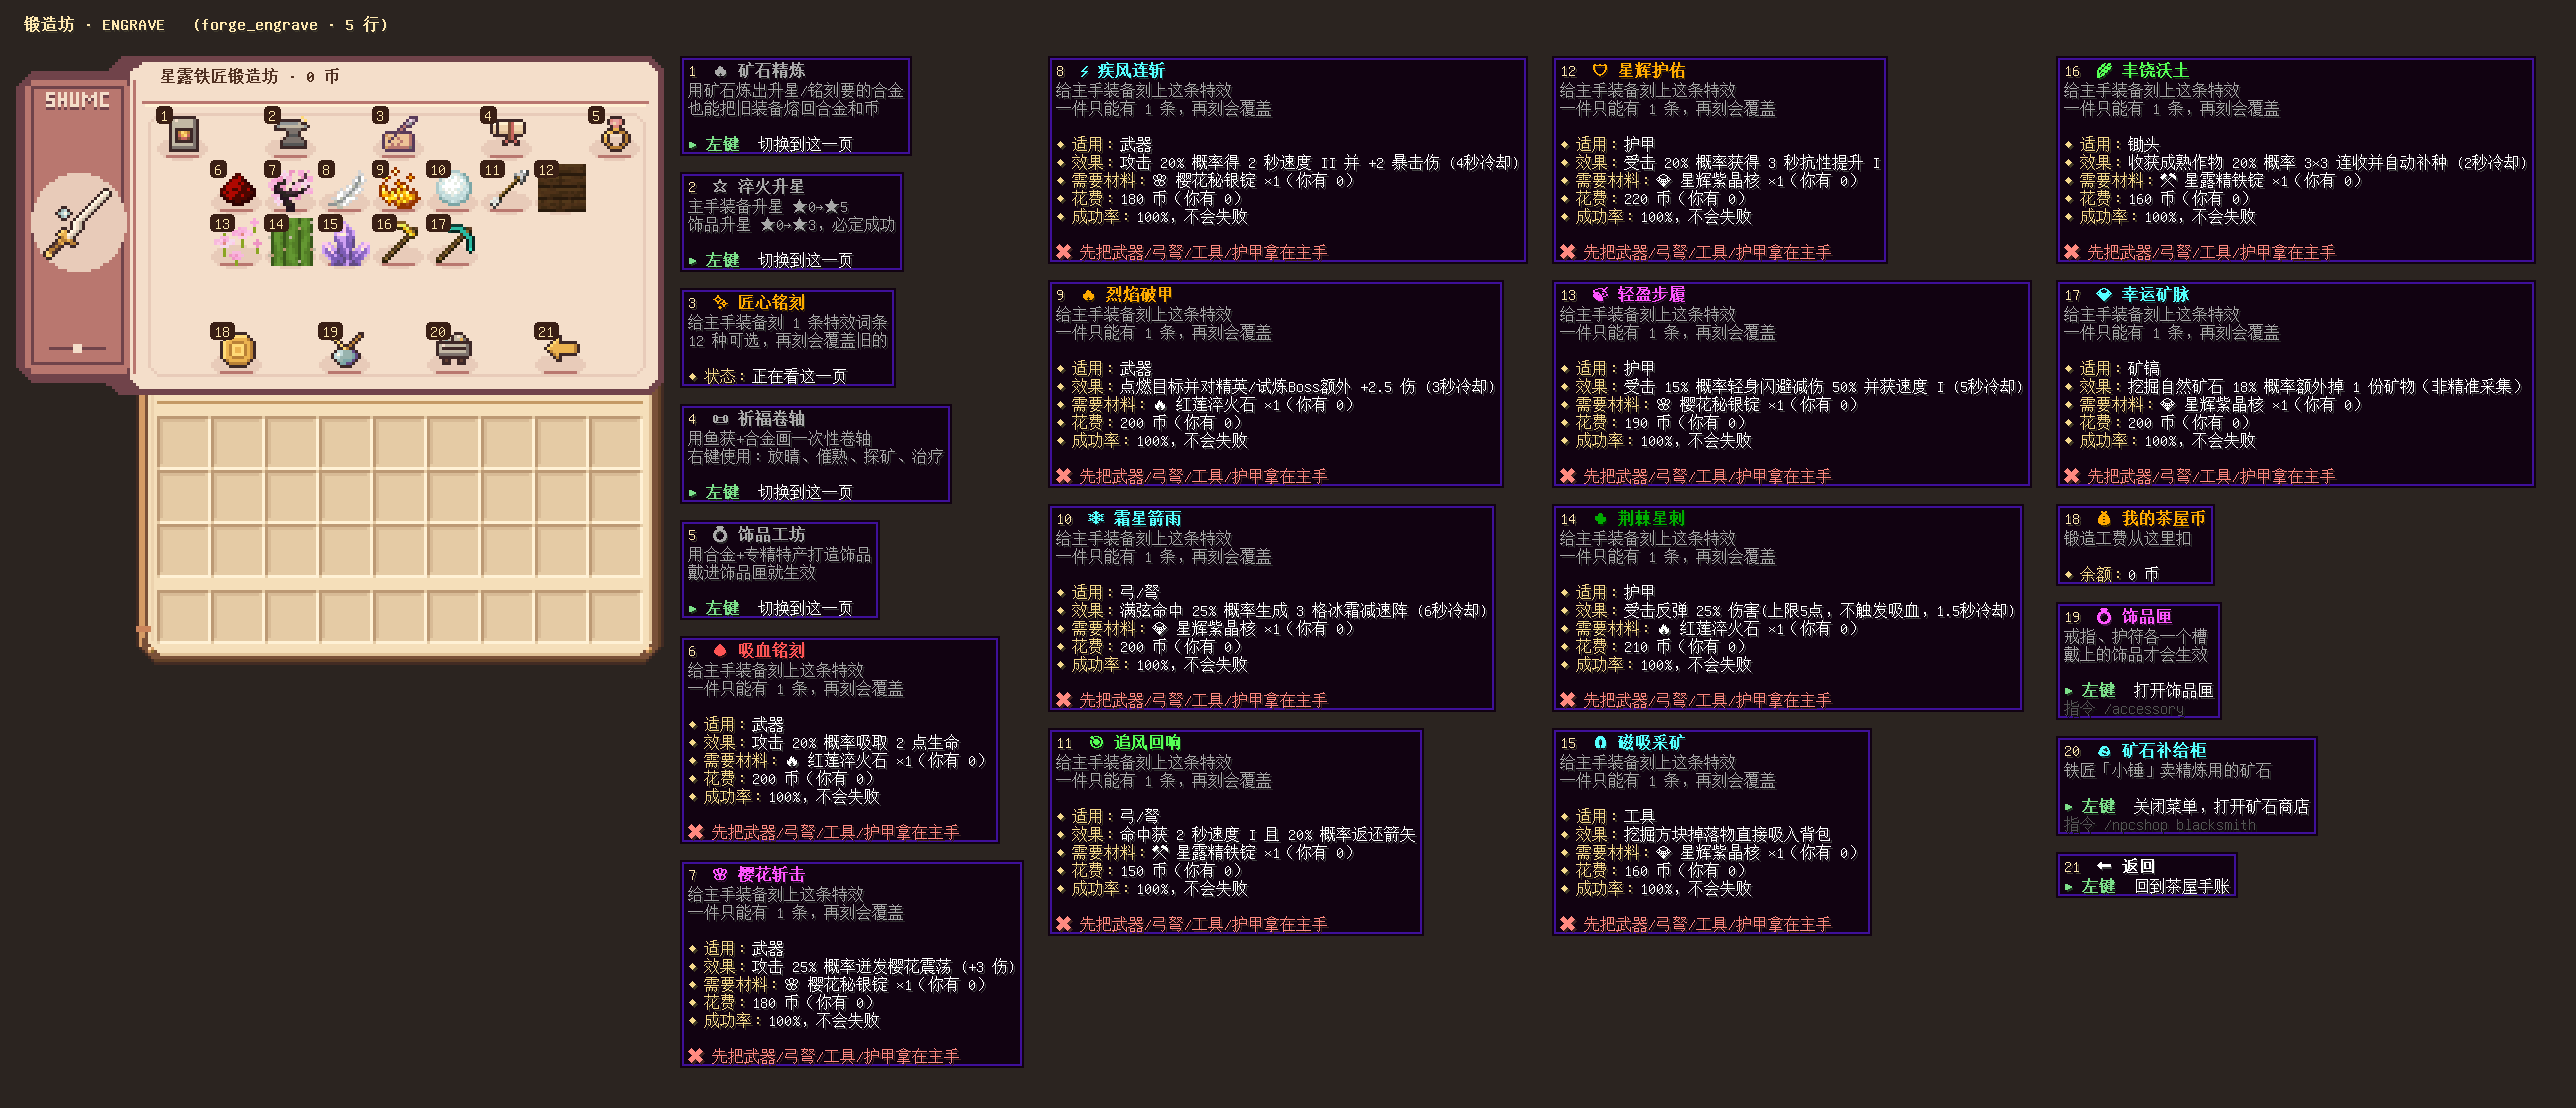 锻造坊 · ENGRAVE (forge_engrave · 5 行)
星露铁匠锻造坊 · 0 币
SHUMC
1
2
3
4
5
6
7
8
9
10
11
12
13
14
15
16
17
18
19
20
21
1 矿石精炼
用矿石炼出升星/铭刻要的合金
也能把旧装备熔回合金和币
左键 切换到这一页
2 淬火升星
主手装备升星 ★0→★5
饰品升星 ★0→★3, 必定成功
左键 切换到这一页
3 匠心铭刻
给主手装备刻 1 条特效词条
12 种可选, 再刻会覆盖旧的
状态: 正在看这一页
4 祈福卷轴
用鱼获+合金画一次性卷轴
右键使用: 放晴、催熟、探矿、治疗
左键 切换到这一页
5 饰品工坊
用合金+专精特产打造饰品
戴进饰品匣就生效
左键 切换到这一页
6 吸血铭刻
给主手装备刻上这条特效
一件只能有 1 条, 再刻会覆盖
适用: 武器
效果: 攻击 20% 概率吸取 2 点生命
需要材料: 红莲淬火石 ×1 (你有 0)
花费: 200 币 (你有 0)
成功率: 100%, 不会失败
✖ 先把武器/弓弩/工具/护甲拿在主手
7 樱花斩击
给主手装备刻上这条特效
一件只能有 1 条, 再刻会覆盖
适用: 武器
效果: 攻击 25% 概率迸发樱花震荡 (+3 伤)
需要材料: 樱花秘银锭 ×1 (你有 0)
花费: 180 币 (你有 0)
成功率: 100%, 不会失败
✖ 先把武器/弓弩/工具/护甲拿在主手
8 疾风连斩
给主手装备刻上这条特效
一件只能有 1 条, 再刻会覆盖
适用: 武器
效果: 攻击 20% 概率得 2 秒速度 II 并 +2 暴击伤 (4秒冷却)
需要材料: 樱花秘银锭 ×1 (你有 0)
花费: 180 币 (你有 0)
成功率: 100%, 不会失败
✖ 先把武器/弓弩/工具/护甲拿在主手
9 烈焰破甲
给主手装备刻上这条特效
一件只能有 1 条, 再刻会覆盖
适用: 武器
效果: 点燃目标并对精英/试炼Boss额外 +2.5 伤 (3秒冷却)
需要材料: 红莲淬火石 ×1 (你有 0)
花费: 200 币 (你有 0)
成功率: 100%, 不会失败
✖ 先把武器/弓弩/工具/护甲拿在主手
10 霜星箭雨
给主手装备刻上这条特效
一件只能有 1 条, 再刻会覆盖
适用: 弓/弩
效果: 满弦命中 25% 概率生成 3 格冰霜减速阵 (6秒冷却)
需要材料: 星辉紫晶核 ×1 (你有 0)
花费: 200 币 (你有 0)
成功率: 100%, 不会失败
✖ 先把武器/弓弩/工具/护甲拿在主手
11 追风回响
给主手装备刻上这条特效
一件只能有 1 条, 再刻会覆盖
适用: 弓/弩
效果: 命中获 2 秒速度 I 且 20% 概率返还箭矢
需要材料: 星露精铁锭 ×1 (你有 0)
花费: 150 币 (你有 0)
成功率: 100%, 不会失败
✖ 先把武器/弓弩/工具/护甲拿在主手
12 星辉护佑
给主手装备刻上这条特效
一件只能有 1 条, 再刻会覆盖
适用: 护甲
效果: 受击 20% 概率获得 3 秒抗性提升 I
需要材料: 星辉紫晶核 ×1 (你有 0)
花费: 220 币 (你有 0)
成功率: 100%, 不会失败
✖ 先把武器/弓弩/工具/护甲拿在主手
13 轻盈步履
给主手装备刻上这条特效
一件只能有 1 条, 再刻会覆盖
适用: 护甲
效果: 受击 15% 概率轻身闪避减伤 50% 并获速度 I (5秒冷却)
需要材料: 樱花秘银锭 ×1 (你有 0)
花费: 190 币 (你有 0)
成功率: 100%, 不会失败
✖ 先把武器/弓弩/工具/护甲拿在主手
14 荆棘星刺
给主手装备刻上这条特效
一件只能有 1 条, 再刻会覆盖
适用: 护甲
效果: 受击反弹 25% 伤害(上限5点, 不触发吸血, 1.5秒冷却)
需要材料: 红莲淬火石 ×1 (你有 0)
花费: 210 币 (你有 0)
成功率: 100%, 不会失败
✖ 先把武器/弓弩/工具/护甲拿在主手
15 磁吸采矿
给主手装备刻上这条特效
一件只能有 1 条, 再刻会覆盖
适用: 工具
效果: 挖掘方块掉落物直接吸入背包
需要材料: 星辉紫晶核 ×1 (你有 0)
花费: 160 币 (你有 0)
成功率: 100%, 不会失败
✖ 先把武器/弓弩/工具/护甲拿在主手
16 丰饶沃土
给主手装备刻上这条特效
一件只能有 1 条, 再刻会覆盖
适用: 锄头
效果: 收获成熟作物 20% 概率 3×3 连收并自动补种 (2秒冷却)
需要材料: 星露精铁锭 ×1 (你有 0)
花费: 160 币 (你有 0)
成功率: 100%, 不会失败
✖ 先把武器/弓弩/工具/护甲拿在主手
17 幸运矿脉
给主手装备刻上这条特效
一件只能有 1 条, 再刻会覆盖
适用: 矿镐
效果: 挖掘自然矿石 18% 概率额外掉 1 份矿物 (非精准采集)
需要材料: 星辉紫晶核 ×1 (你有 0)
花费: 200 币 (你有 0)
成功率: 100%, 不会失败
✖ 先把武器/弓弩/工具/护甲拿在主手
18 我的茶屋币
锻造工费从这里扣
余额: 0 币
19 饰品匣
戒指、护符各一个槽
戴上的饰品才会生效
左键 打开饰品匣
指令 /accessory
20 矿石补给柜
铁匠「小锤」卖精炼用的矿石
左键 关闭菜单, 打开矿石商店
指令 /npcshop blacksmith
21 返回
左键 回到茶屋手账